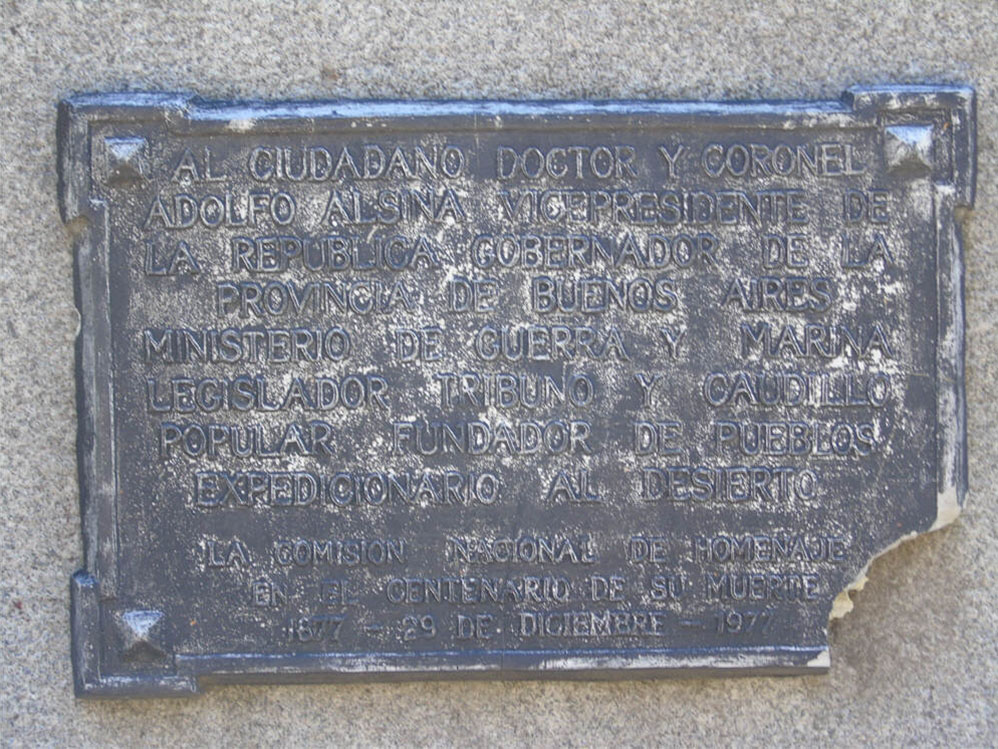 AL CIUDADANO DOCTOR Y CORONEL
ADOLFO ALSINA VICEPRESIDENTE DE
LA REPUBLICA GOBERNADOR DE LA
PROVINCIA DE BUENOS AIRES
MINISTERIO DE GUERRA Y MARINA
LEGISLADOR TRIBUNO Y CAUDILLO
POPULAR FUNDADOR DE PUEBLOS
EXPEDICIONARIO AL DESIERTO
LA COMISION NACIONAL DE HOMENAJE
EN EL CENTENARIO DE SU MUERTE
1877 - 29 DE DICIEMBRE - 1977